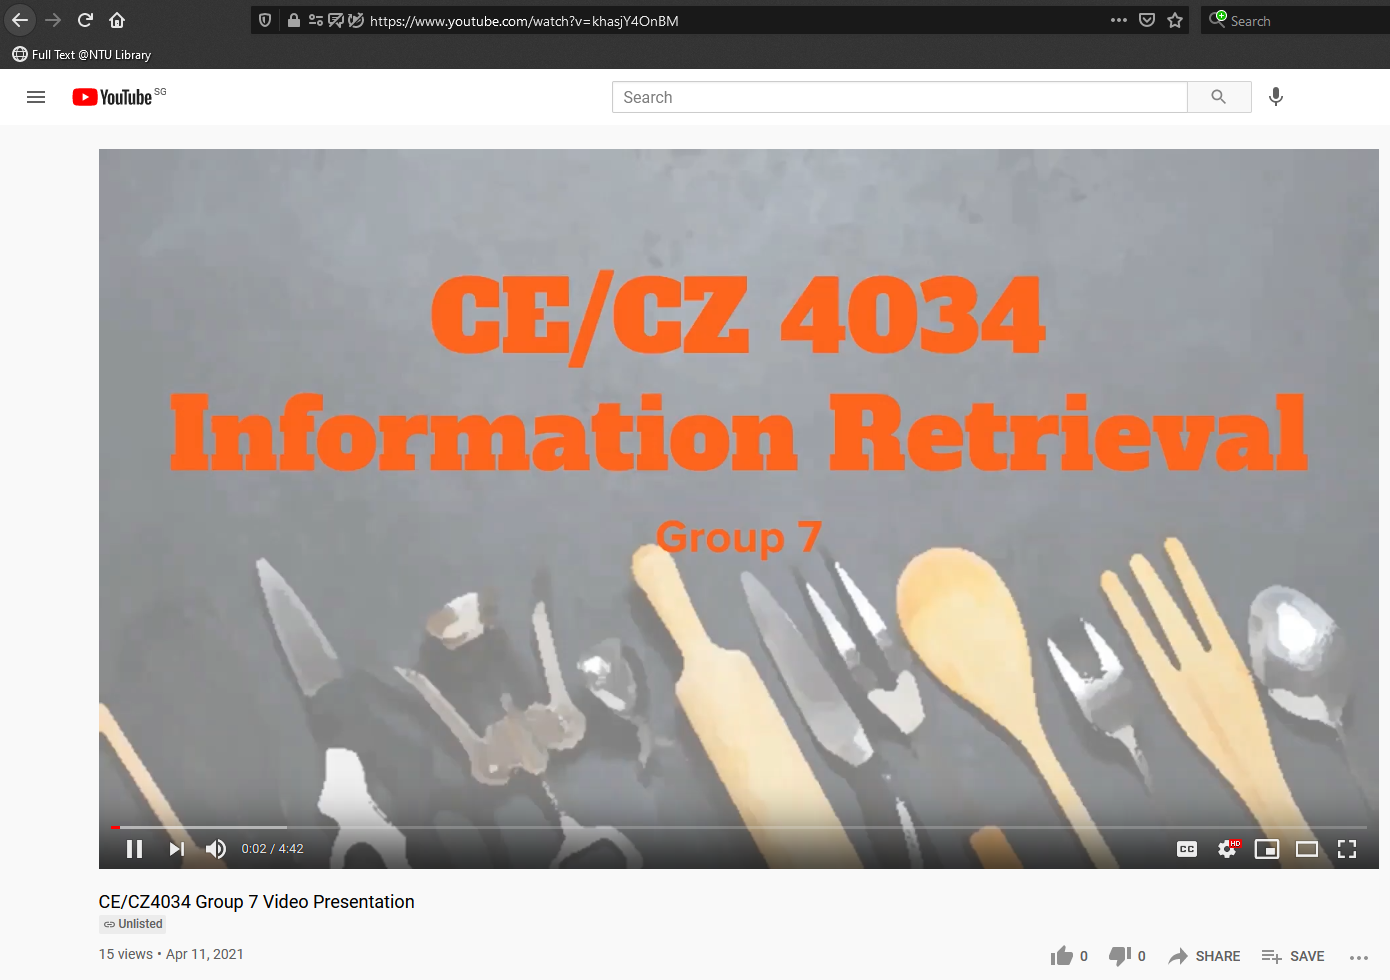 https://www.youtube.com/watch?v=khasjY4OnBM
Search
Full Text @NTU Library
YouTube SG
Search
CE/CZ 4034
Information Retrieval
Group 7
0:02 / 4:42
CC
HD
CE/CZ4034 Group 7 Video Presentation
Unlisted
15 views • Apr 11, 2021
0
0
SHARE
SAVE